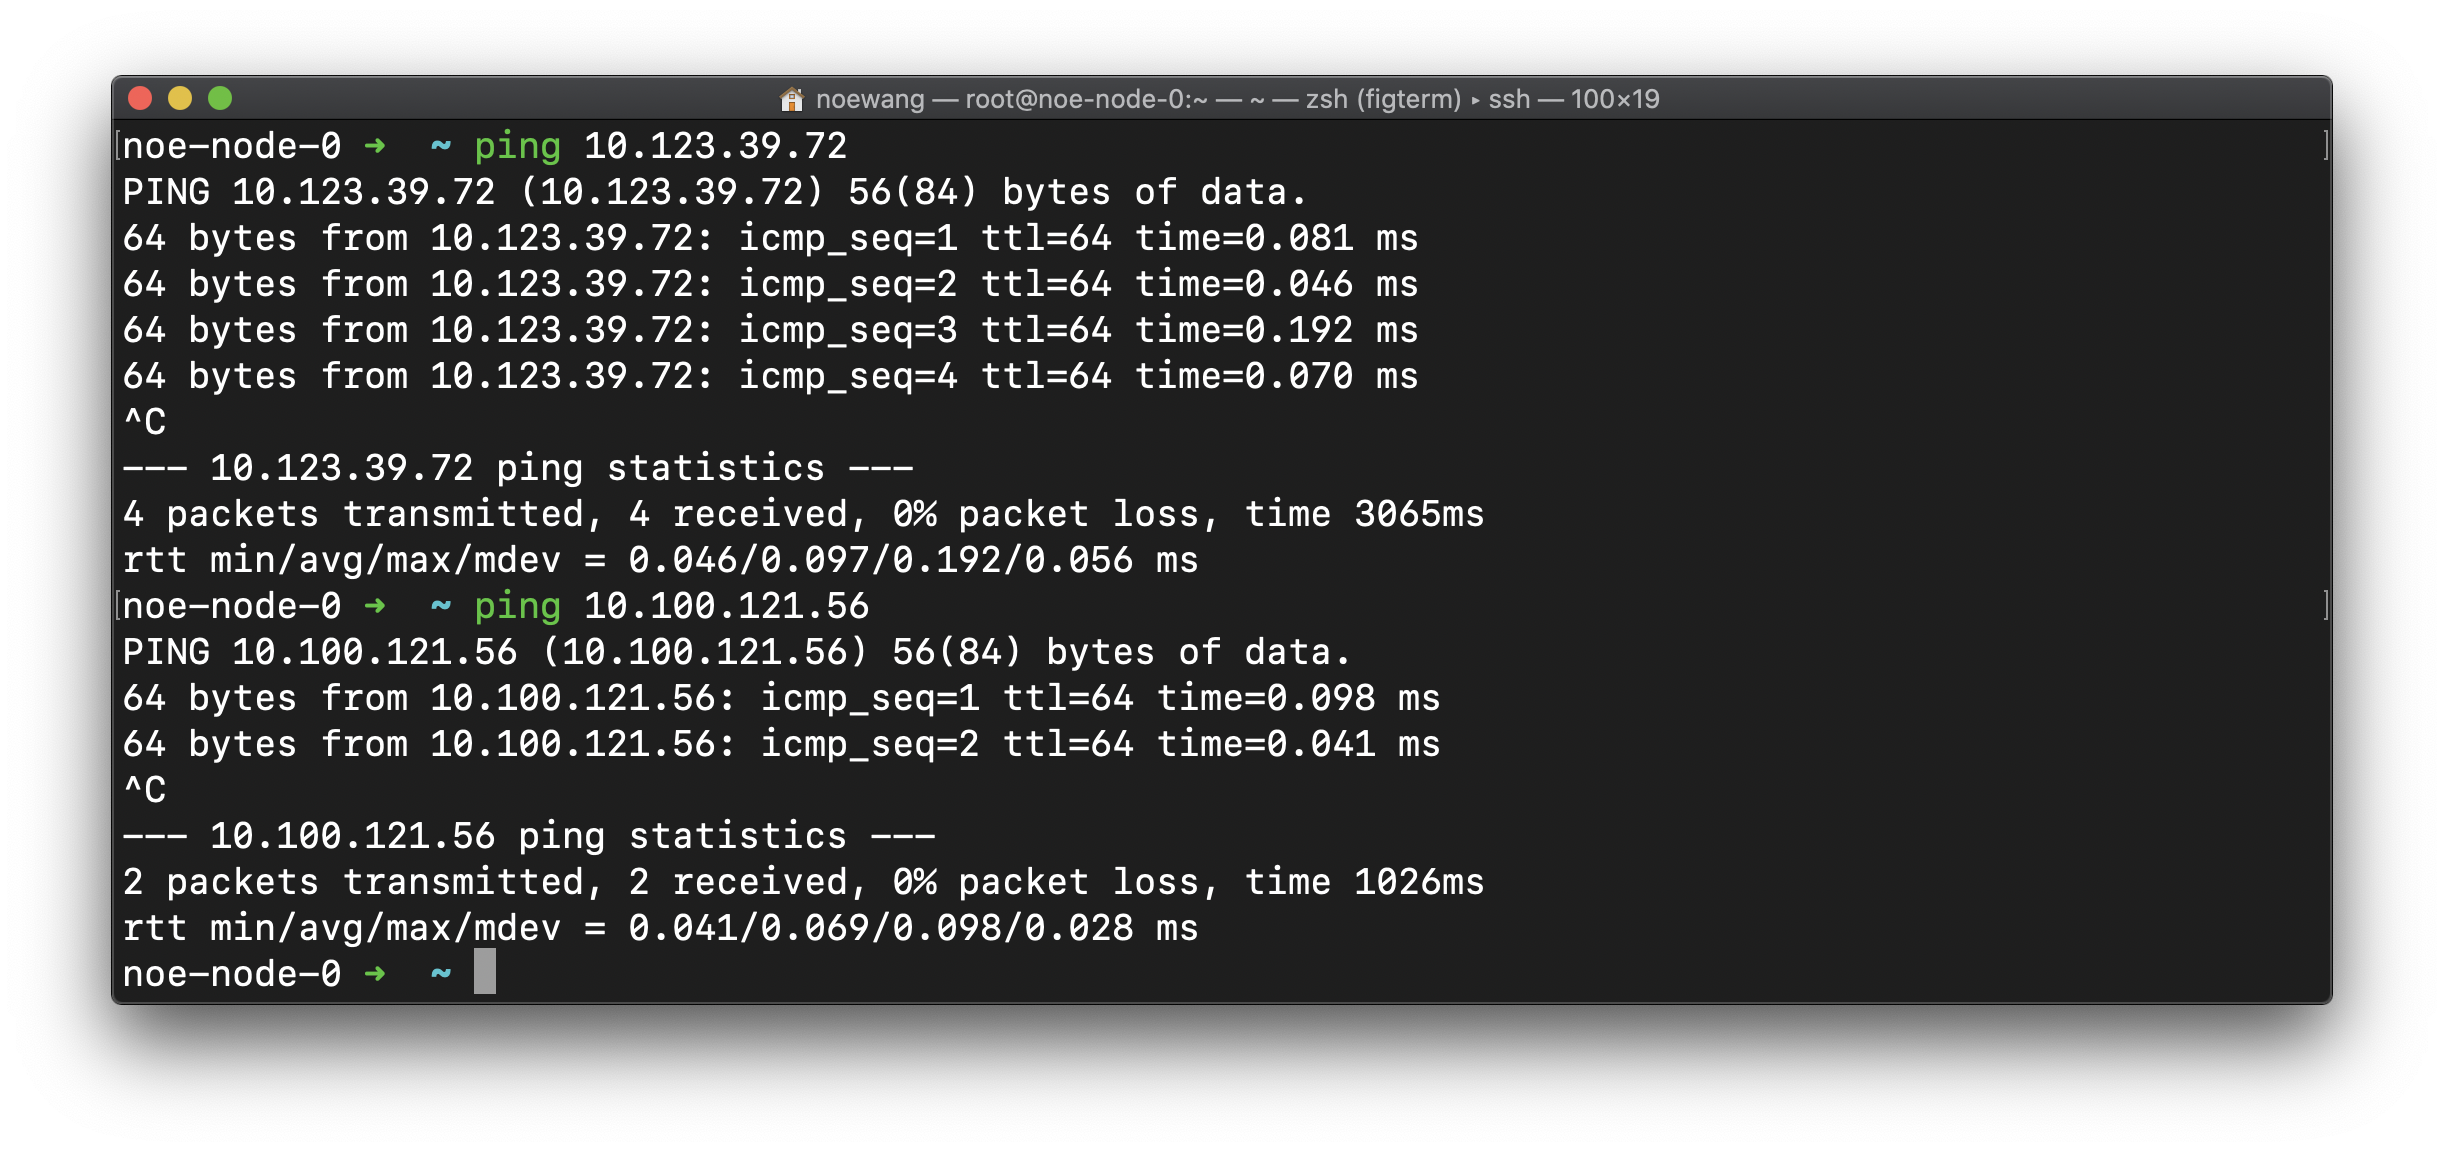 noewang — root@noe-node-0:~ — ~ — zsh (figterm) ▸ ssh — 100×19
noe-node-0 ➜  ~ ping 10.123.39.72
PING 10.123.39.72 (10.123.39.72) 56(84) bytes of data.
64 bytes from 10.123.39.72: icmp_seq=1 ttl=64 time=0.081 ms
64 bytes from 10.123.39.72: icmp_seq=2 ttl=64 time=0.046 ms
64 bytes from 10.123.39.72: icmp_seq=3 ttl=64 time=0.192 ms
64 bytes from 10.123.39.72: icmp_seq=4 ttl=64 time=0.070 ms
^C
--- 10.123.39.72 ping statistics ---
4 packets transmitted, 4 received, 0% packet loss, time 3065ms
rtt min/avg/max/mdev = 0.046/0.097/0.192/0.056 ms
noe-node-0 ➜  ~ ping 10.100.121.56
PING 10.100.121.56 (10.100.121.56) 56(84) bytes of data.
64 bytes from 10.100.121.56: icmp_seq=1 ttl=64 time=0.098 ms
64 bytes from 10.100.121.56: icmp_seq=2 ttl=64 time=0.041 ms
^C
--- 10.100.121.56 ping statistics ---
2 packets transmitted, 2 received, 0% packet loss, time 1026ms
rtt min/avg/max/mdev = 0.041/0.069/0.098/0.028 ms
noe-node-0 ➜  ~